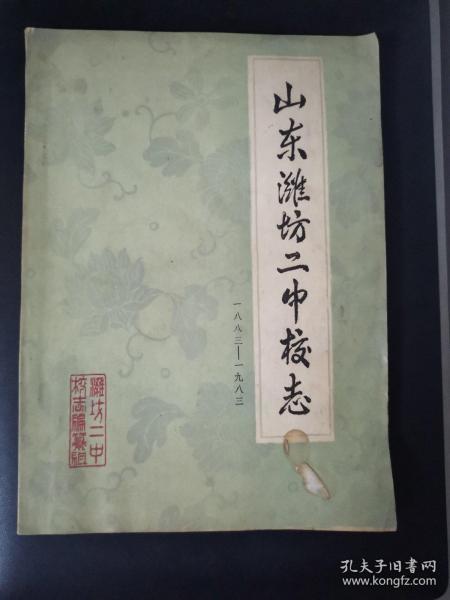 山东潍坊二中校志
一八八三—一九八三
潍坊二中
校志编纂组
孔夫子旧书网
www.kongfz.com